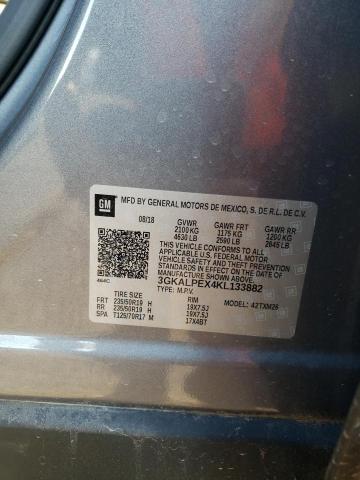 GM MFD BY GENERAL MOTORS DE MEXICO, S. DE R.L. DE C.V.
08/18 GVWR GAWR FRT GAWR RR
2100 KG 1175 KG 1200 KG
4630 LB 2590 LB 2645 LB
THIS VEHICLE CONFORMS TO ALL APPLICABLE
U.S. FEDERAL MOTOR VEHICLE SAFETY AND
THEFT PREVENTION STANDARDS IN EFFECT ON
THE DATE OF MANUFACTURE SHOWN ABOVE.
3GKALPEX4KL133882
TYPE: M.P.V. MODEL: 42TXM26
TIRE SIZE RIM
FRT 235/50R19 H 19X7.5J
RR 235/50R19 H 19X7.5J
SPA T125/70R17 M 17X4BT